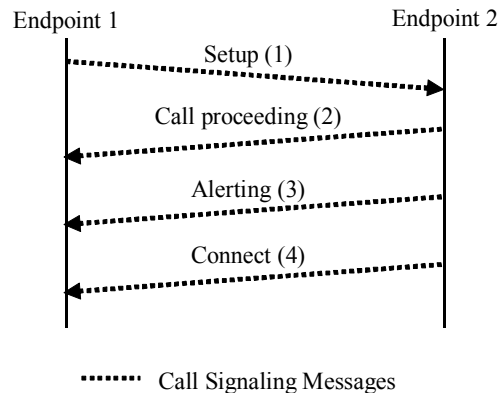 Endpoint 1 Endpoint 2
Setup (1)
Call proceeding (2)
Alerting (3)
Connect (4)
Call Signaling Messages